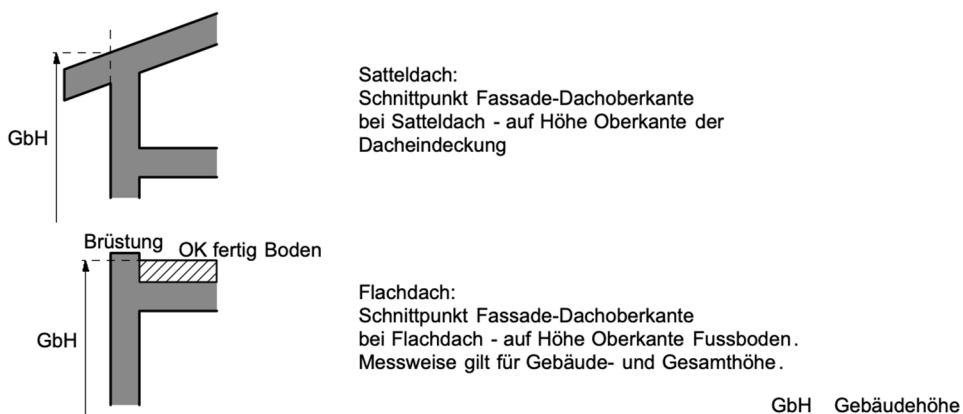 GbH
Satteldach:
Schnittpunkt Fassade-Dachoberkante
bei Satteldach - auf Höhe Oberkante der
Dacheindeckung
Brüstung
OK fertig Boden
GbH
Flachdach:
Schnittpunkt Fassade-Dachoberkante
bei Flachdach - auf Höhe Oberkante Fussboden.
Messweise gilt für Gebäude- und Gesamthöhe.
GbH Gebäudehöhe